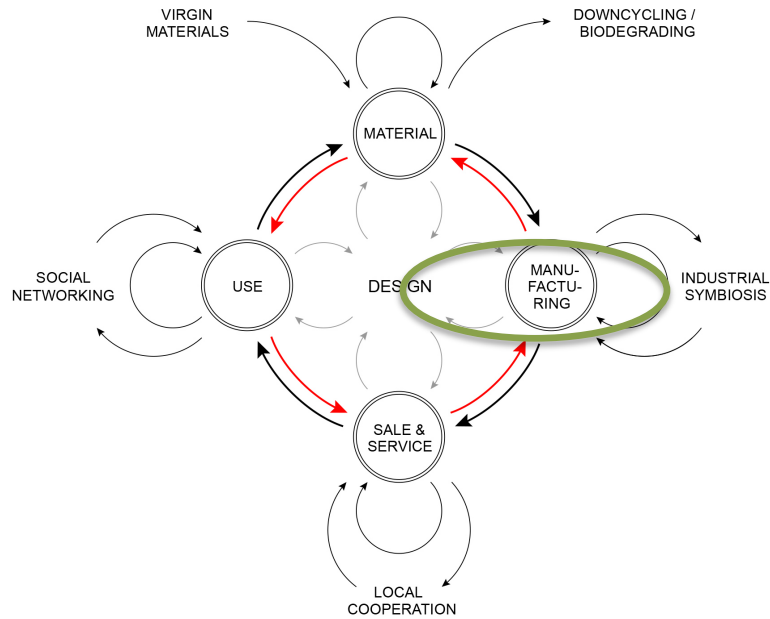 VIRGIN
MATERIALS
DOWNCYCLING /
BIODEGRADING
MATERIAL
SOCIAL
NETWORKING
USE
DESIGN
MANU-
FACTU-
RING
INDUSTRIAL
SYMBIOSIS
SALE &
SERVICE
LOCAL
COOPERATION